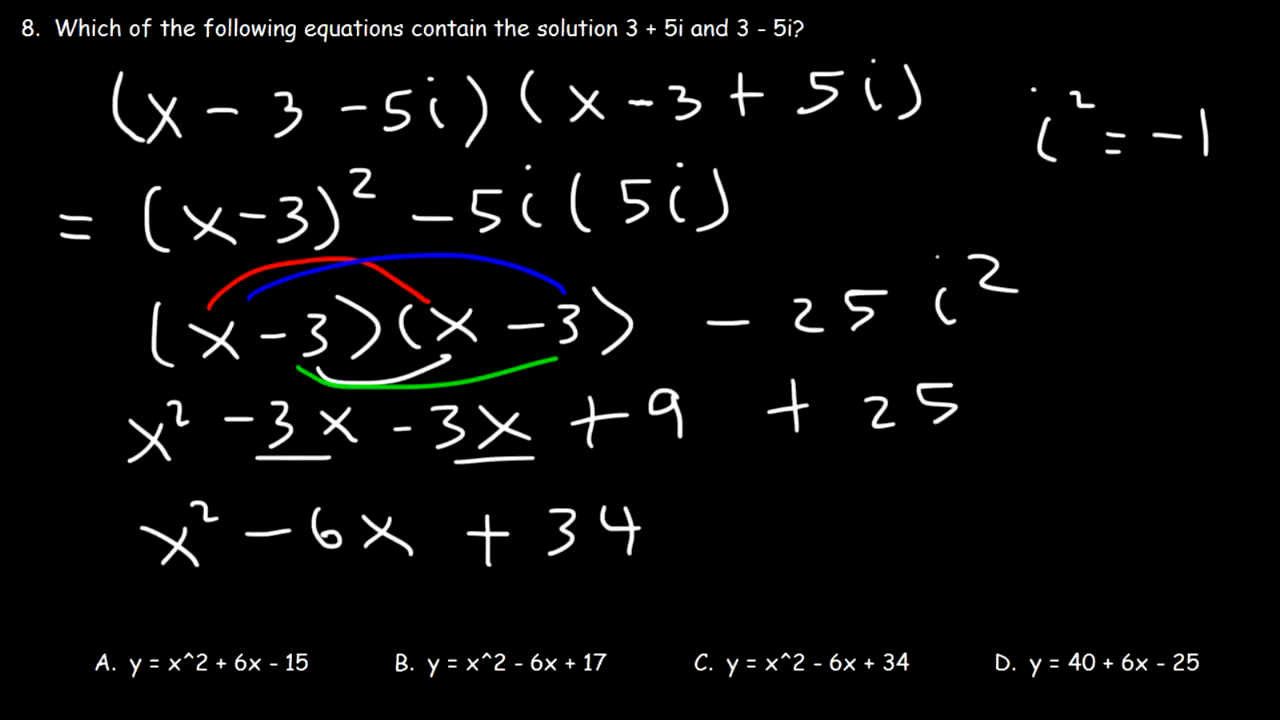 8. Which of the following equations contain the solution 3 + 5i and 3 - 5i?
(x - 3 - 5i) (x - 3 + 5i)
i² = -1
= (x-3)² - 5i(5i)
(x - 3)(x - 3) - 25i²
x² - 3x - 3x + 9 + 25
x² - 6x + 34
A. y = x^2 + 6x - 15 B. y = x^2 - 6x + 17 C. y = x^2 - 6x + 34 D. y = 40 + 6x - 25